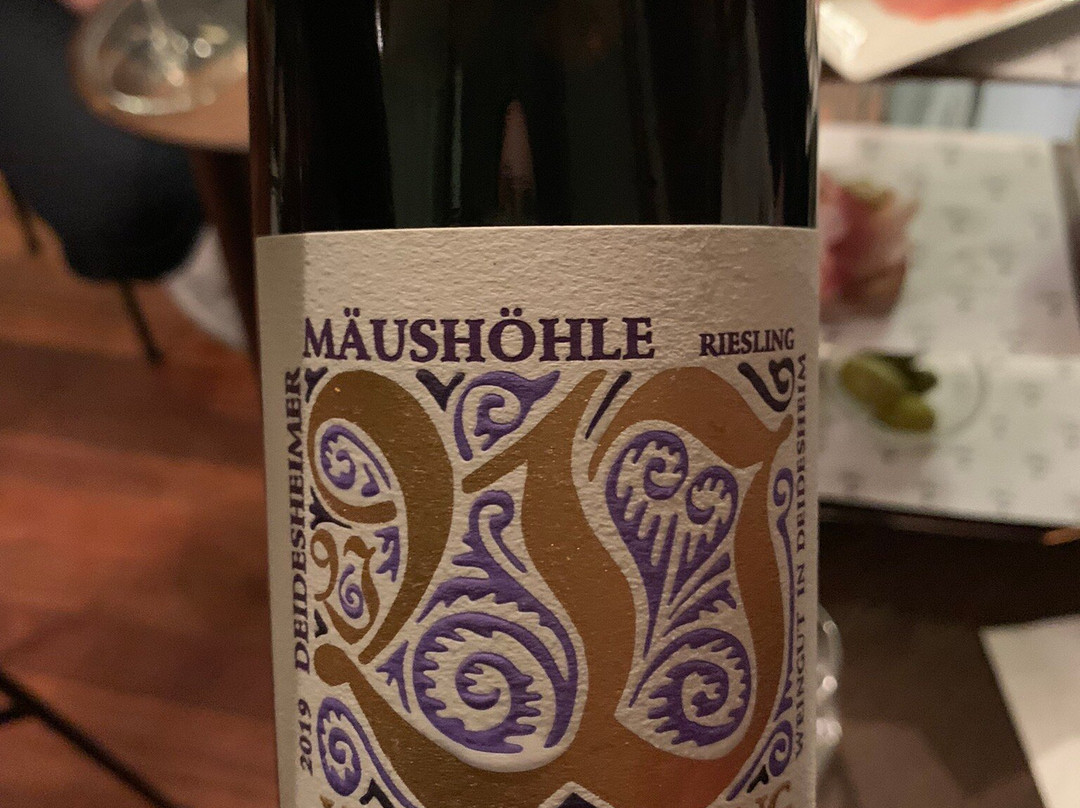 MÄUSHÖHLE
RIESLING
2019 DEIDESHEIMER
WEINGUT IN DEIDESHEIM